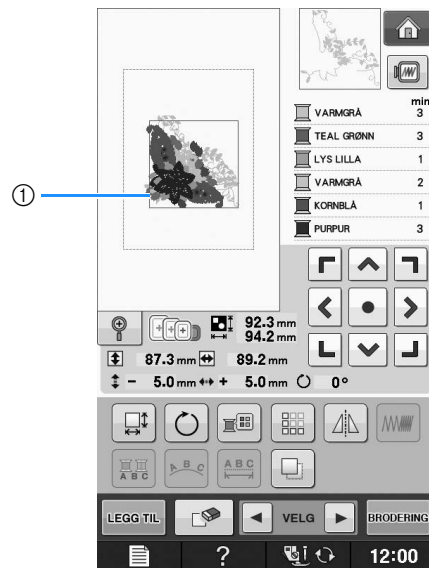 min
VARMGRÅ 3
TEAL GRØNN 3
LYS LILLA 1
VARMGRÅ 2
KORNBLÅ 1
PURPUR 3
①
92.3 mm
94.2 mm
87.3 mm 89.2 mm
- 5.0 mm + 5.0 mm 0°
A B C A B C A B C
LEGG TIL VELG BRODERING
? 12:00